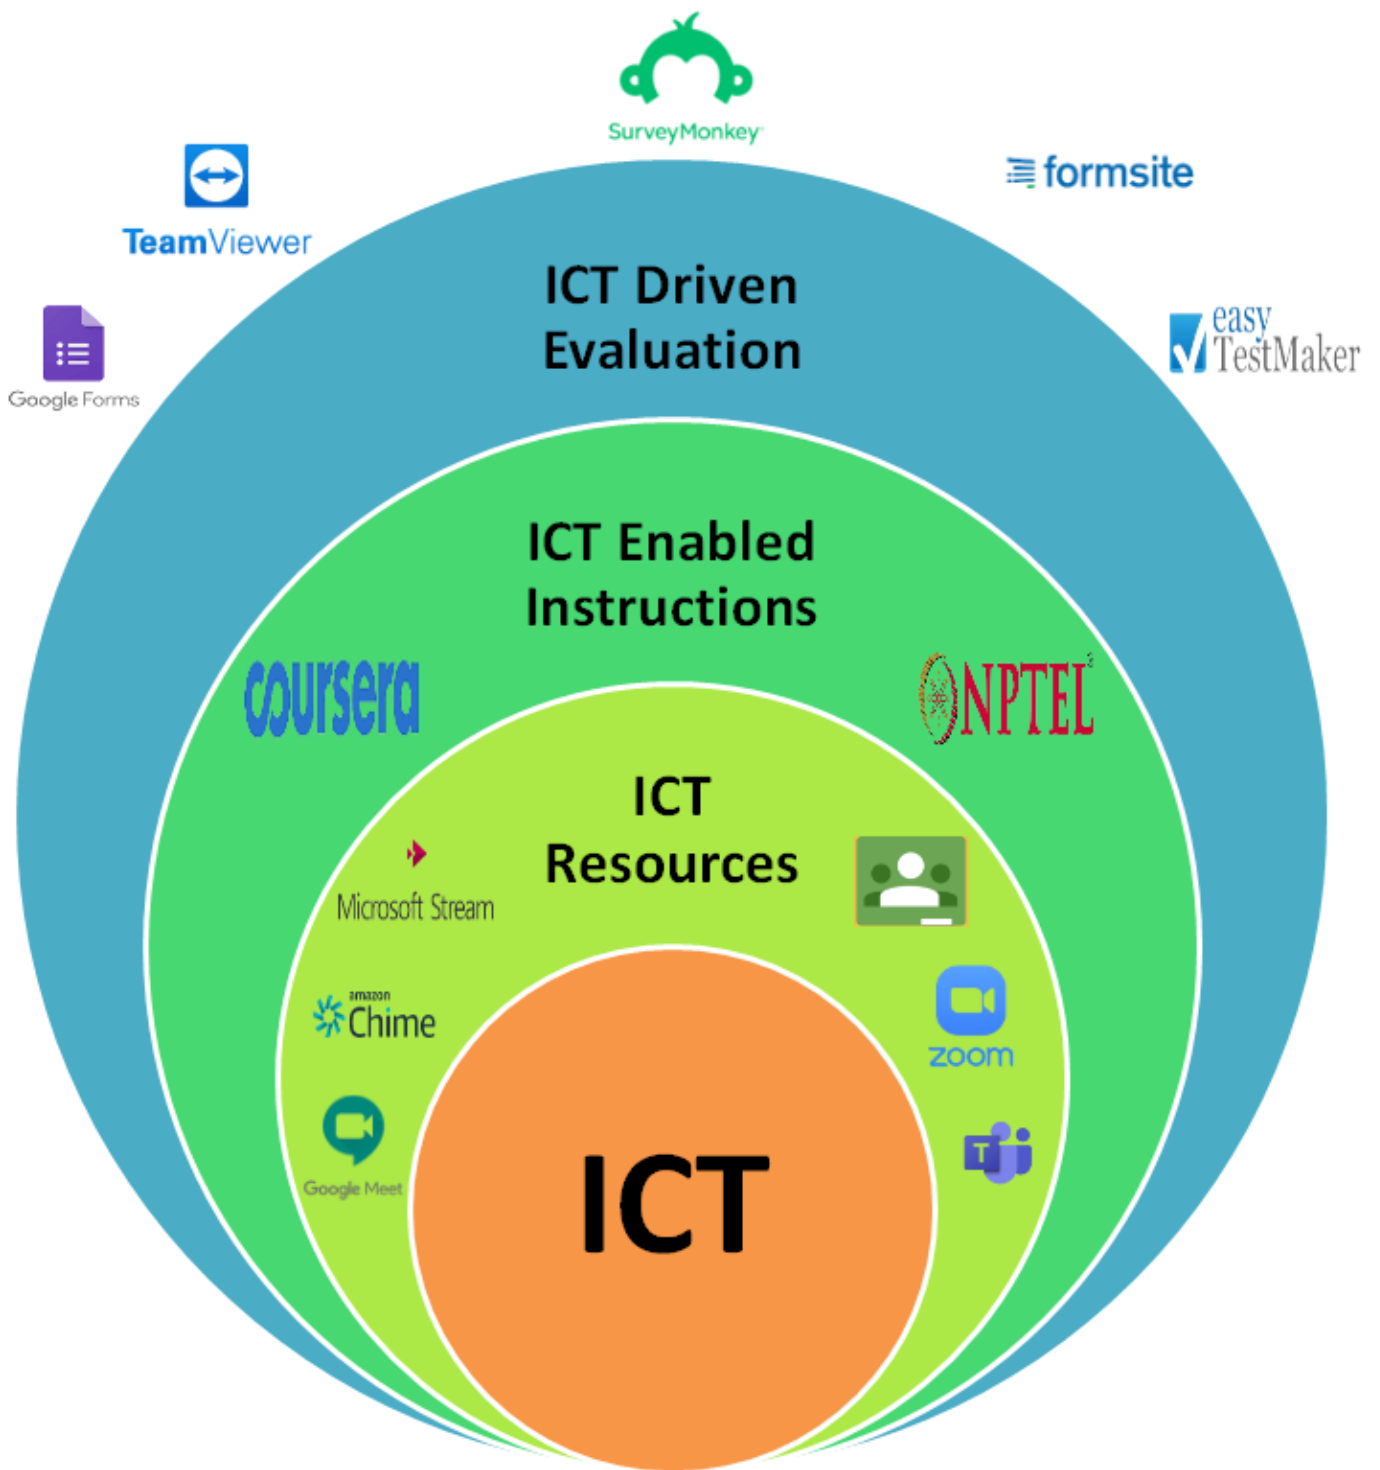 SurveyMonkey
TeamViewer
formsite
Google Forms
easy
TestMaker
ICT Driven
Evaluation
ICT Enabled
Instructions
coursera
NPTEL
ICT
Resources
Microsoft Stream
amazon
Chime
zoom
Google Meet
T
ICT